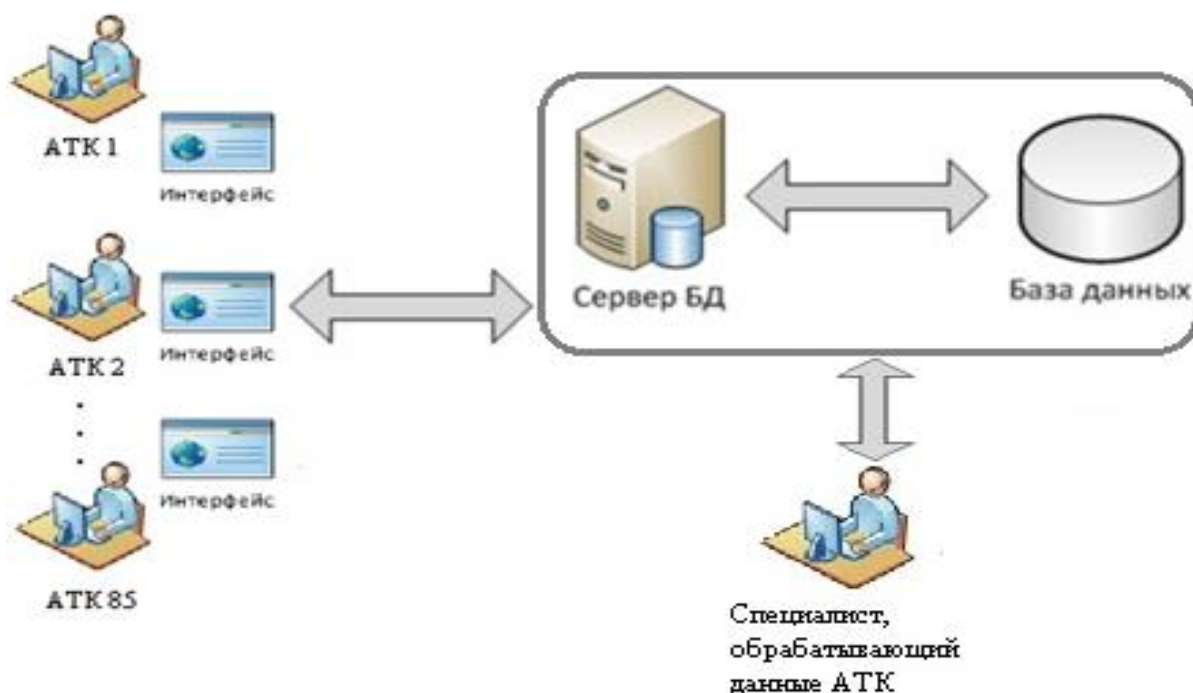 АТК 1
Интерфейс
АТК 2
Интерфейс
Интерфейс
АТК 85
Сервер БД
База данных
Специалист,
обрабатывающий
данные АТК